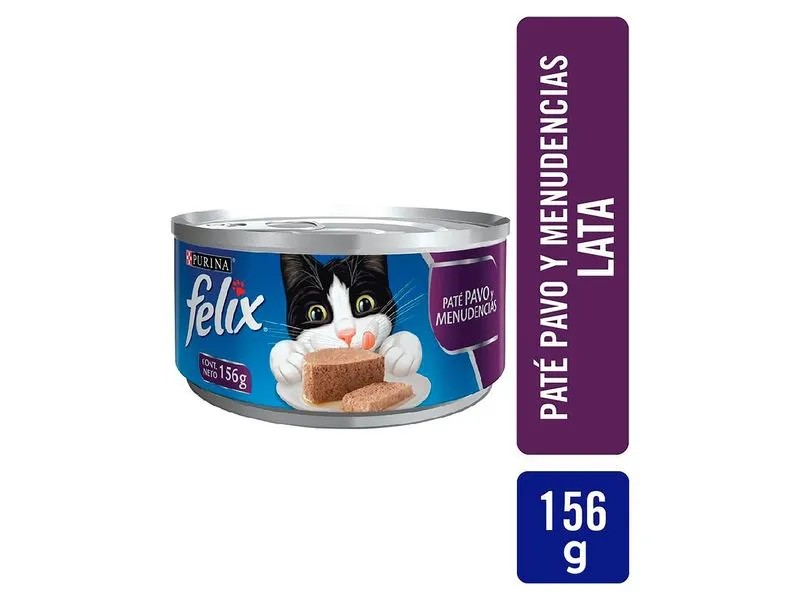 PURINA
felix
CONT.
NETO 156g
PATÉ PAVO Y
MENUDENCIAS
PATÉ PAVO Y MENUDENCIAS
LATA
156
g